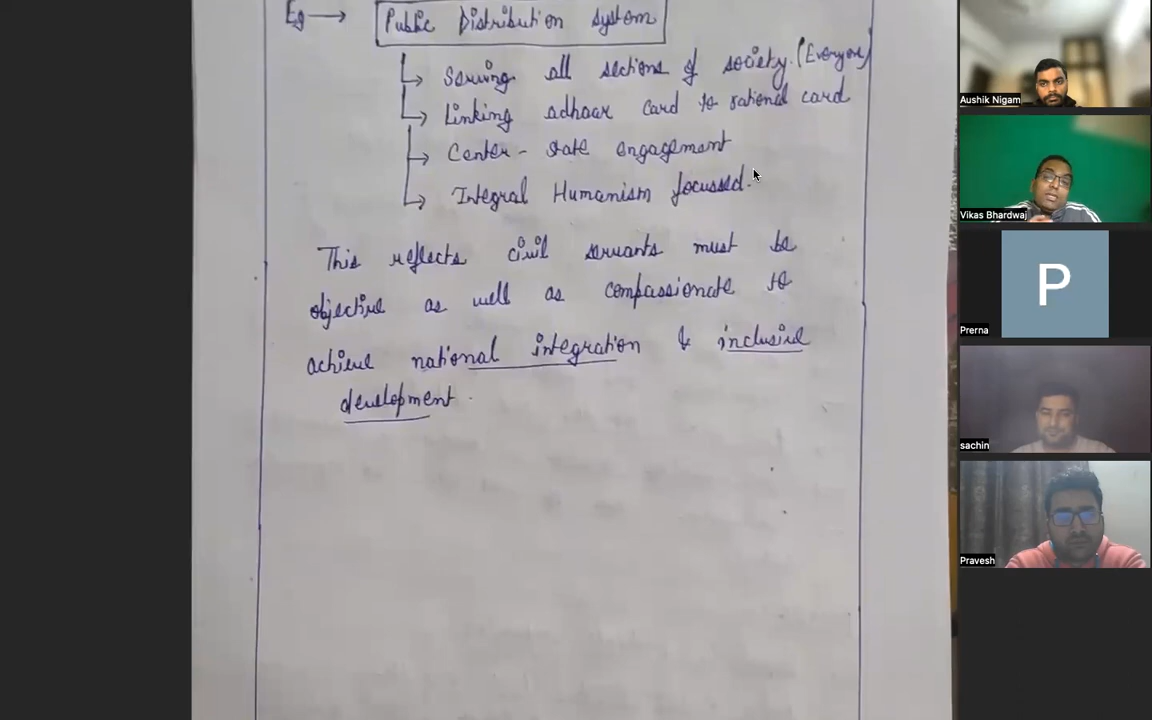 Eg → Public Distribution System
↳ Serving all sections of society. (Everyone)
↳ Linking adhaar card to rational card
→ Center - state engagement
↳ Integral Humanism focussed.
This reflects civil servants must be
objective as well as compassionate to
achieve national integration & inclusive
development.
Aushik Nigam
Vikas Bhardwaj
P
Prerna
sachin
Pravesh